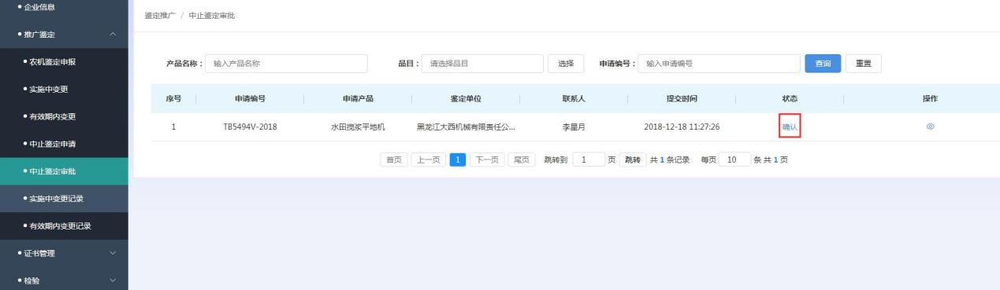 企业信息
推广鉴定
农机鉴定申报
实施中变更
有效期内变更
中止鉴定申请
中止鉴定审批
实施中变更记录
有效期内变更记录
证书管理
检验
鉴定推广 / 中止鉴定审批
产品名称： 输入产品名称 品目： 请选择品目 选择 申请编号： 输入申请编号 查询 重置
序号 申请编号 申请产品 鉴定单位 联系人 提交时间 状态 操作
1 TB5494V-2018 水田搅浆平地机 黑龙江大西机械有限责任公... 李星月 2018-12-18 11:27:26 确认
首页 上一页 1 下一页 尾页 跳转到 1 页 跳转 共 1 条记录 每页 10 条 共 1 页